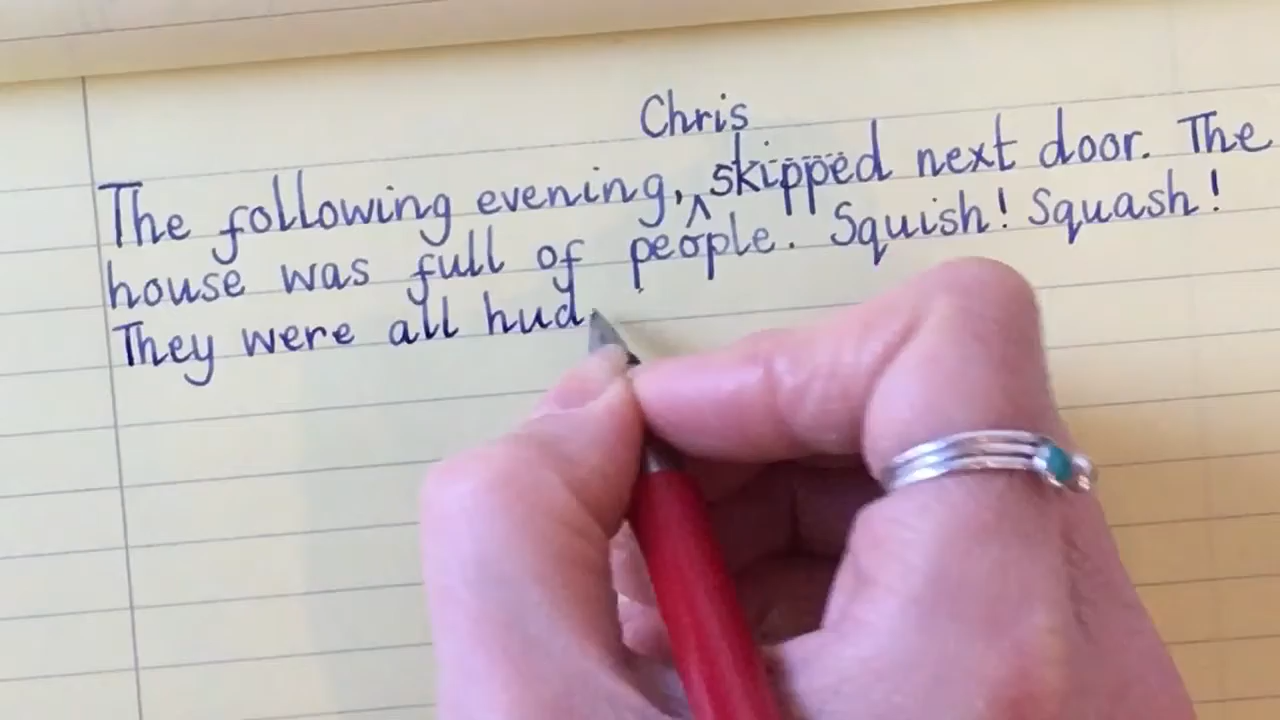 Chris
The following evening, ^ skipped next door. The
house was full of people. Squish! Squash!
They were all hud